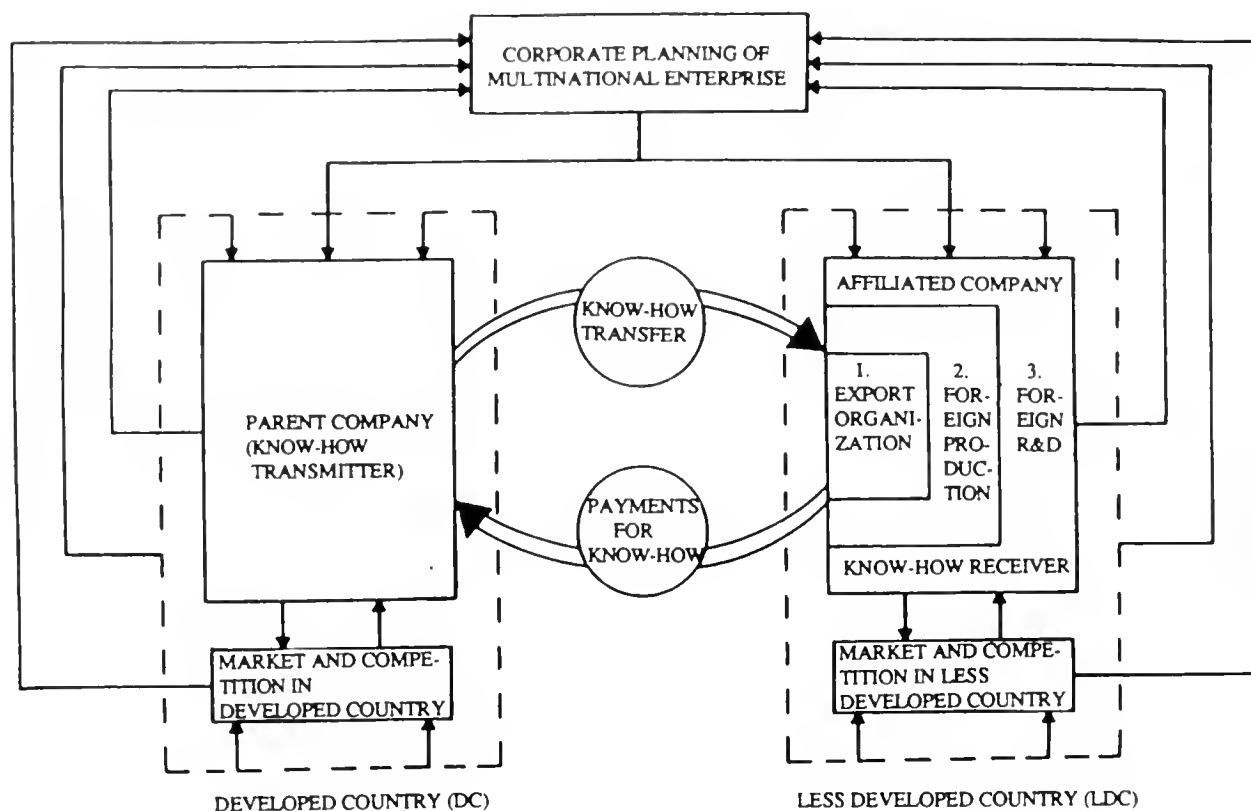 CORPORATE PLANNING OF
MULTINATIONAL ENTERPRISE
KNOW-HOW
TRANSFER
AFFILIATED COMPANY
1.
EXPORT
ORGANI-
ZATION
2.
FOR-
EIGN
PRO-
DUC-
TION
3.
FOR-
EIGN
R&D
PARENT COMPANY
(KNOW-HOW
TRANSMITTER)
PAYMENTS
FOR
KNOW-HOW
KNOW-HOW RECEIVER
MARKET AND COMPE-
TITION IN
DEVELOPED COUNTRY
MARKET AND COMPE-
TITION IN LESS
DEVELOPED COUNTRY
DEVELOPED COUNTRY (DC)
LESS DEVELOPED COUNTRY (LDC)